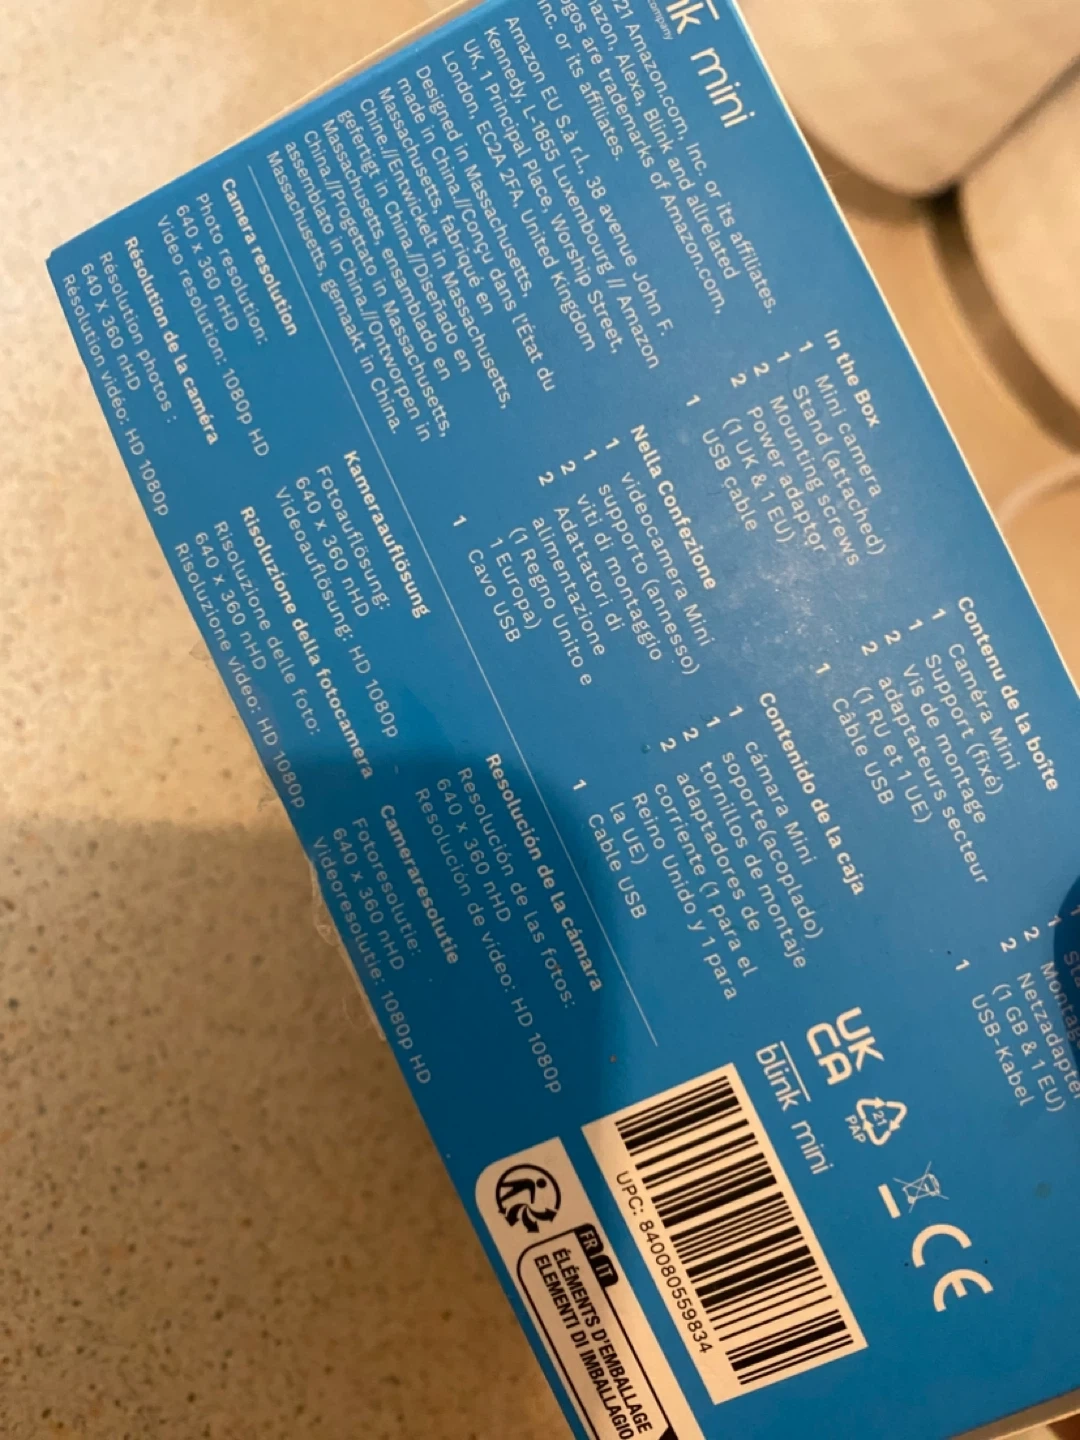 mini
company
21 Amazon.com, Inc. or its affiliates.
Amazon, Alexa, Blink and allrelated
logos are trademarks of Amazon.com,
Inc. or its affiliates.
Amazon EU S.à r.l., 38 avenue John F.
Kennedy, L-1855 Luxembourg // Amazon
UK, 1 Principal Place, Worship Street,
London, EC2A 2FA, United Kingdom
Designed in Massachusetts,
made in China.//Conçu dans l'État du
Massachusetts, fabriqué en
Chine.//Entwickelt in Massachusetts,
gefertigt in China.//Diseñado en
Massachusetts, ensamblado en
China.//Progettato in Massachusetts,
assemblato in China.//Ontworpen in
Massachusetts, gemaakt in China.
In the Box
1 Mini camera
1 Stand (attached)
2 Mounting screws
2 Power adaptor
(1 UK & 1 EU)
1 USB cable
Nella Confezione
1 videocamera Mini
1 supporto (annesso)
2 viti di montaggio
2 Adattatori di
alimentazione
(1 Regno Unito e
1 Europa)
1 Cavo USB
Contenu de la boîte
1 Caméra Mini
1 Support (fixé)
2 vis de montage
2 adaptateurs secteur
(1 RU et 1 UE)
1 Câble USB
Contenido de la caja
1 cámara Mini
1 soporte(acoplado)
2 tornillos de montaje
2 adaptadores de
corriente (1 para el
Reino Unido y 1 para
la UE)
1 Cable USB
1
1
2
2 Netzadapter
(1 GB & 1 EU)
1 USB-Kabel
Camera resolution
Photo resolution:
640 x 360 nHD
Video resolution: 1080p HD
Résolution de la caméra
Résolution photos :
640 x 360 nHD
Résolution vidéo: HD 1080p
Kameraauflösung
Fotoauflösung:
640 x 360 nHD
Videoauflösung: HD 1080p
Risoluzione della fotocamera
Risoluzione delle foto:
640 x 360 nHD
Risoluzione video: HD 1080p
Resolución de la cámara
Resolución de las fotos:
640 x 360 nHD
Resolución de vídeo: HD 1080p
Cameraresolutie
Fotoresolutie:
640 x 360 nHD
Videoresolutie: 1080p HD
UK
CA
21
PAP
CE
blink mini
UPC: 840080559834
FR IT
ÉLÉMENTS D'EMBALLAGE
ELEMENTI DI IMBALLAGIO